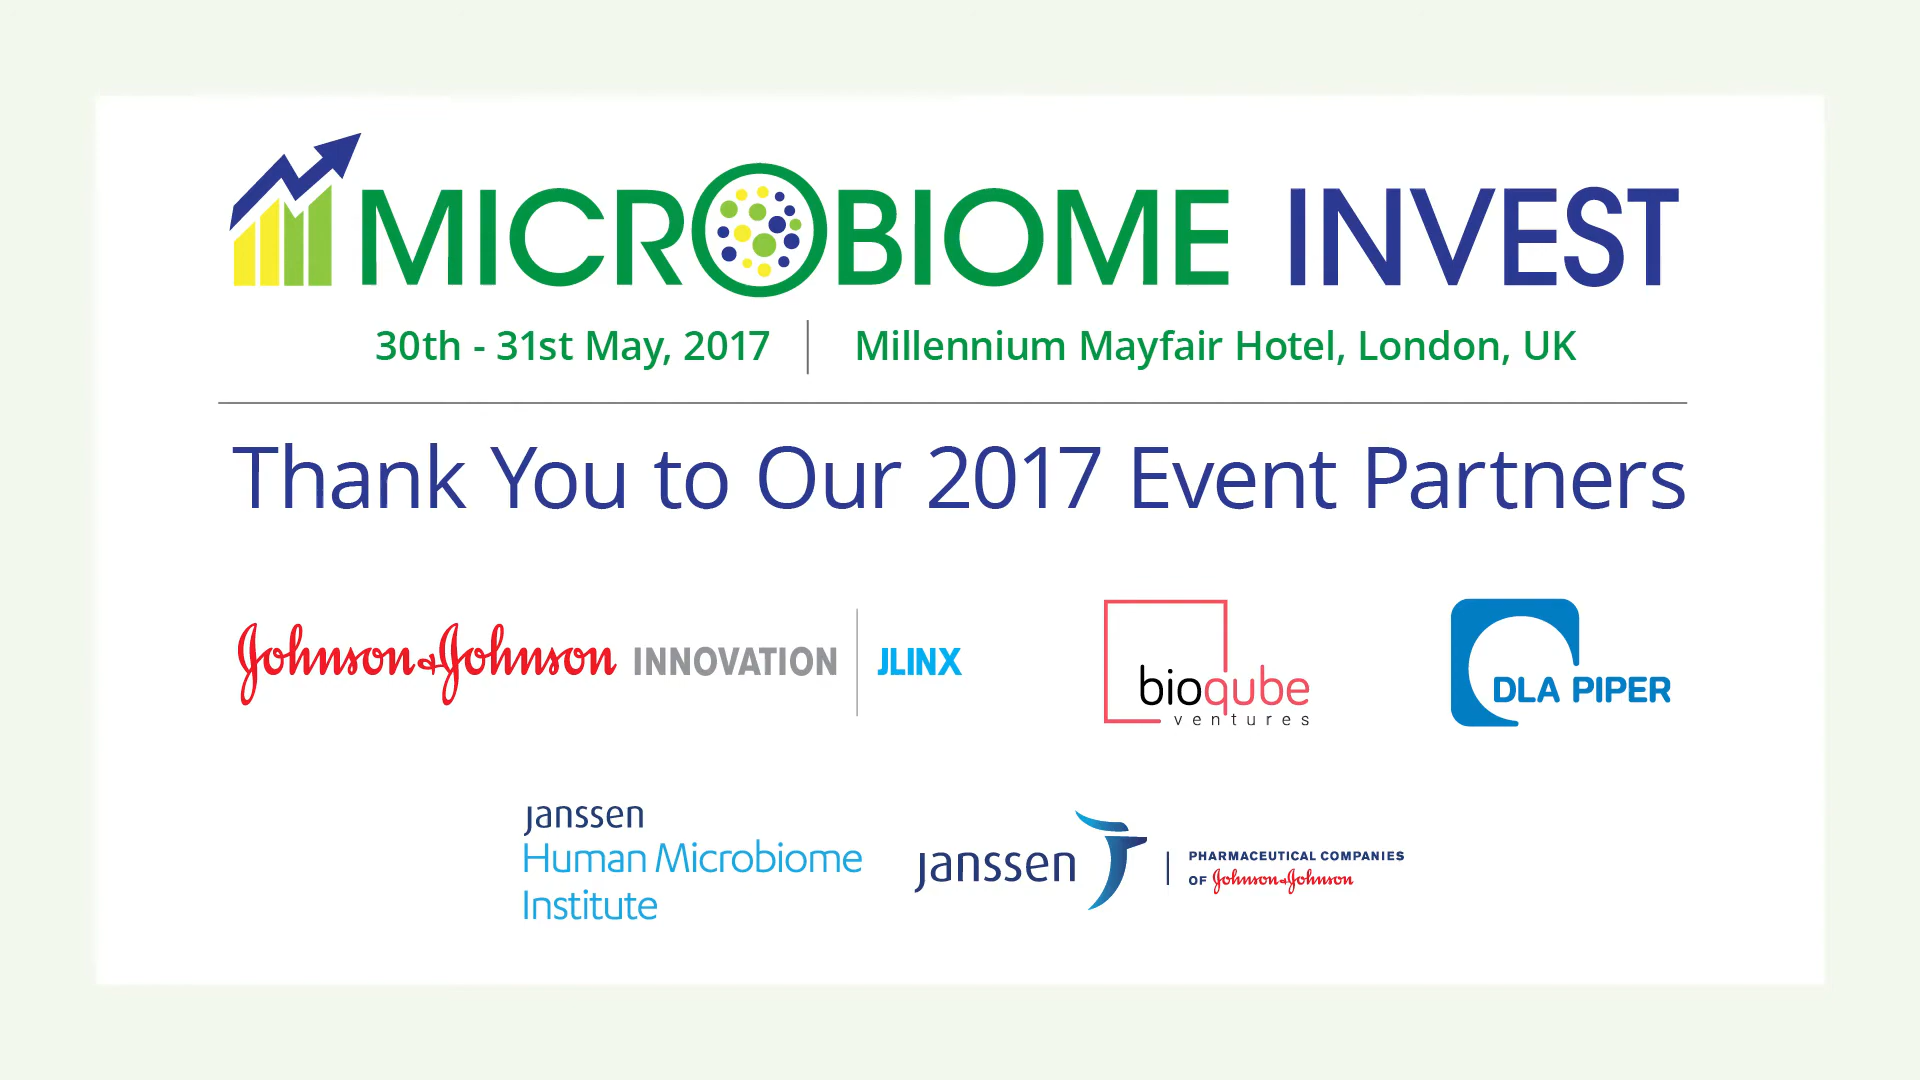 MICROBIOME INVEST
30th - 31st May, 2017 | Millennium Mayfair Hotel, London, UK
Thank You to Our 2017 Event Partners
Johnson & Johnson INNOVATION | JLINX
bioqube
ventures
DLA PIPER
janssen
Human Microbiome
Institute
janssen | PHARMACEUTICAL COMPANIES
OF Johnson & Johnson